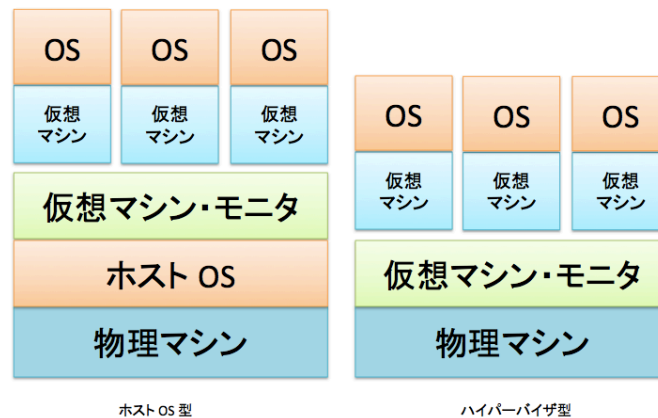 OS OS OS
仮想 仮想 仮想
マシン マシン マシン
仮想マシン・モニタ
ホスト OS
物理マシン
ホスト OS 型
OS OS OS
仮想 仮想 仮想
マシン マシン マシン
仮想マシン・モニタ
物理マシン
ハイパーバイザ型